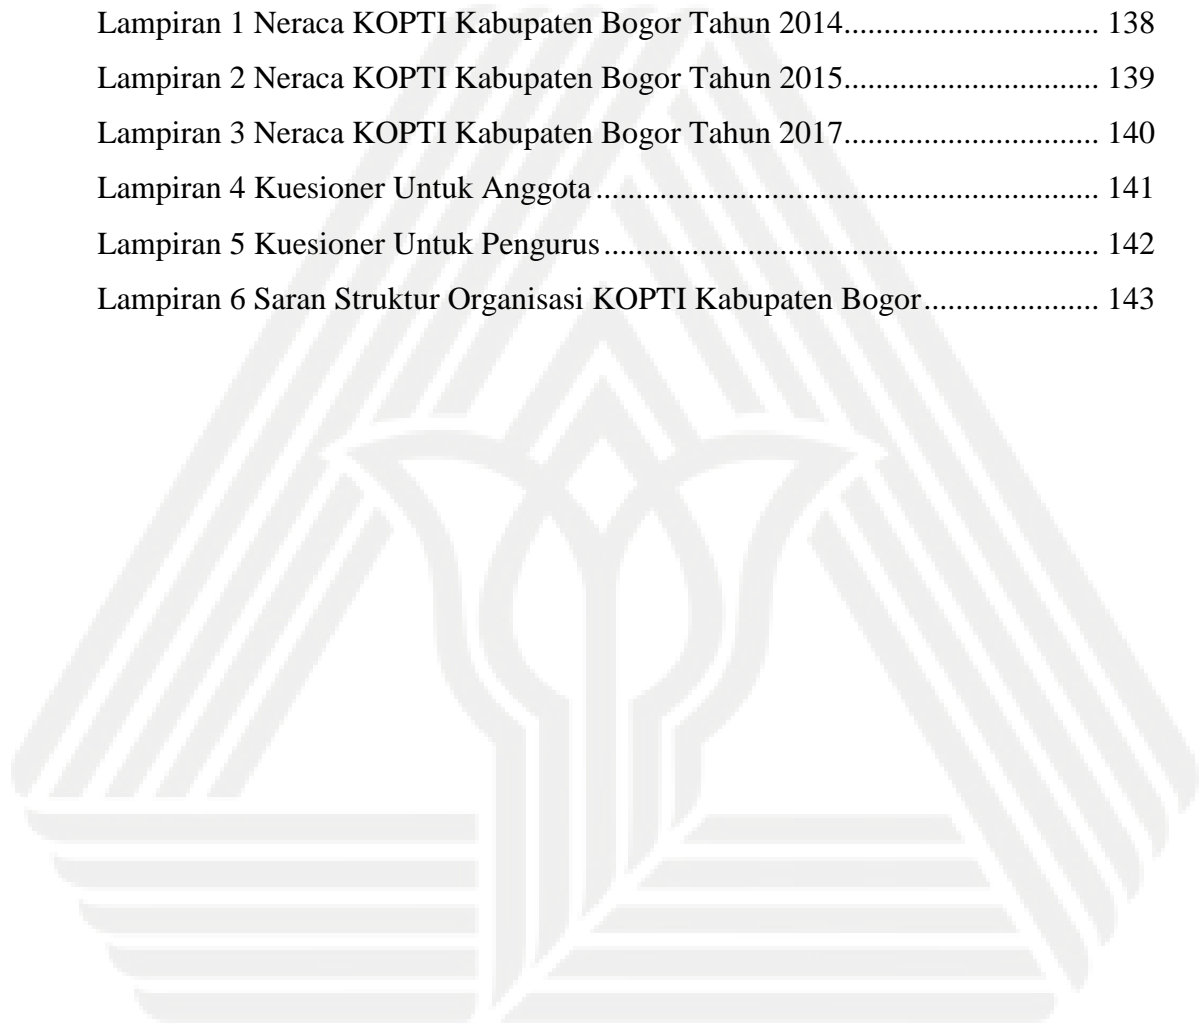 Lampiran 1 Neraca KOPTI Kabupaten Bogor Tahun 2014............................. 138
Lampiran 2 Neraca KOPTI Kabupaten Bogor Tahun 2015............................. 139
Lampiran 3 Neraca KOPTI Kabupaten Bogor Tahun 2017............................. 140
Lampiran 4 Kuesioner Untuk Anggota......................................................... 141
Lampiran 5 Kuesioner Untuk Pengurus........................................................ 142
Lampiran 6 Saran Struktur Organisasi KOPTI Kabupaten Bogor.................... 143